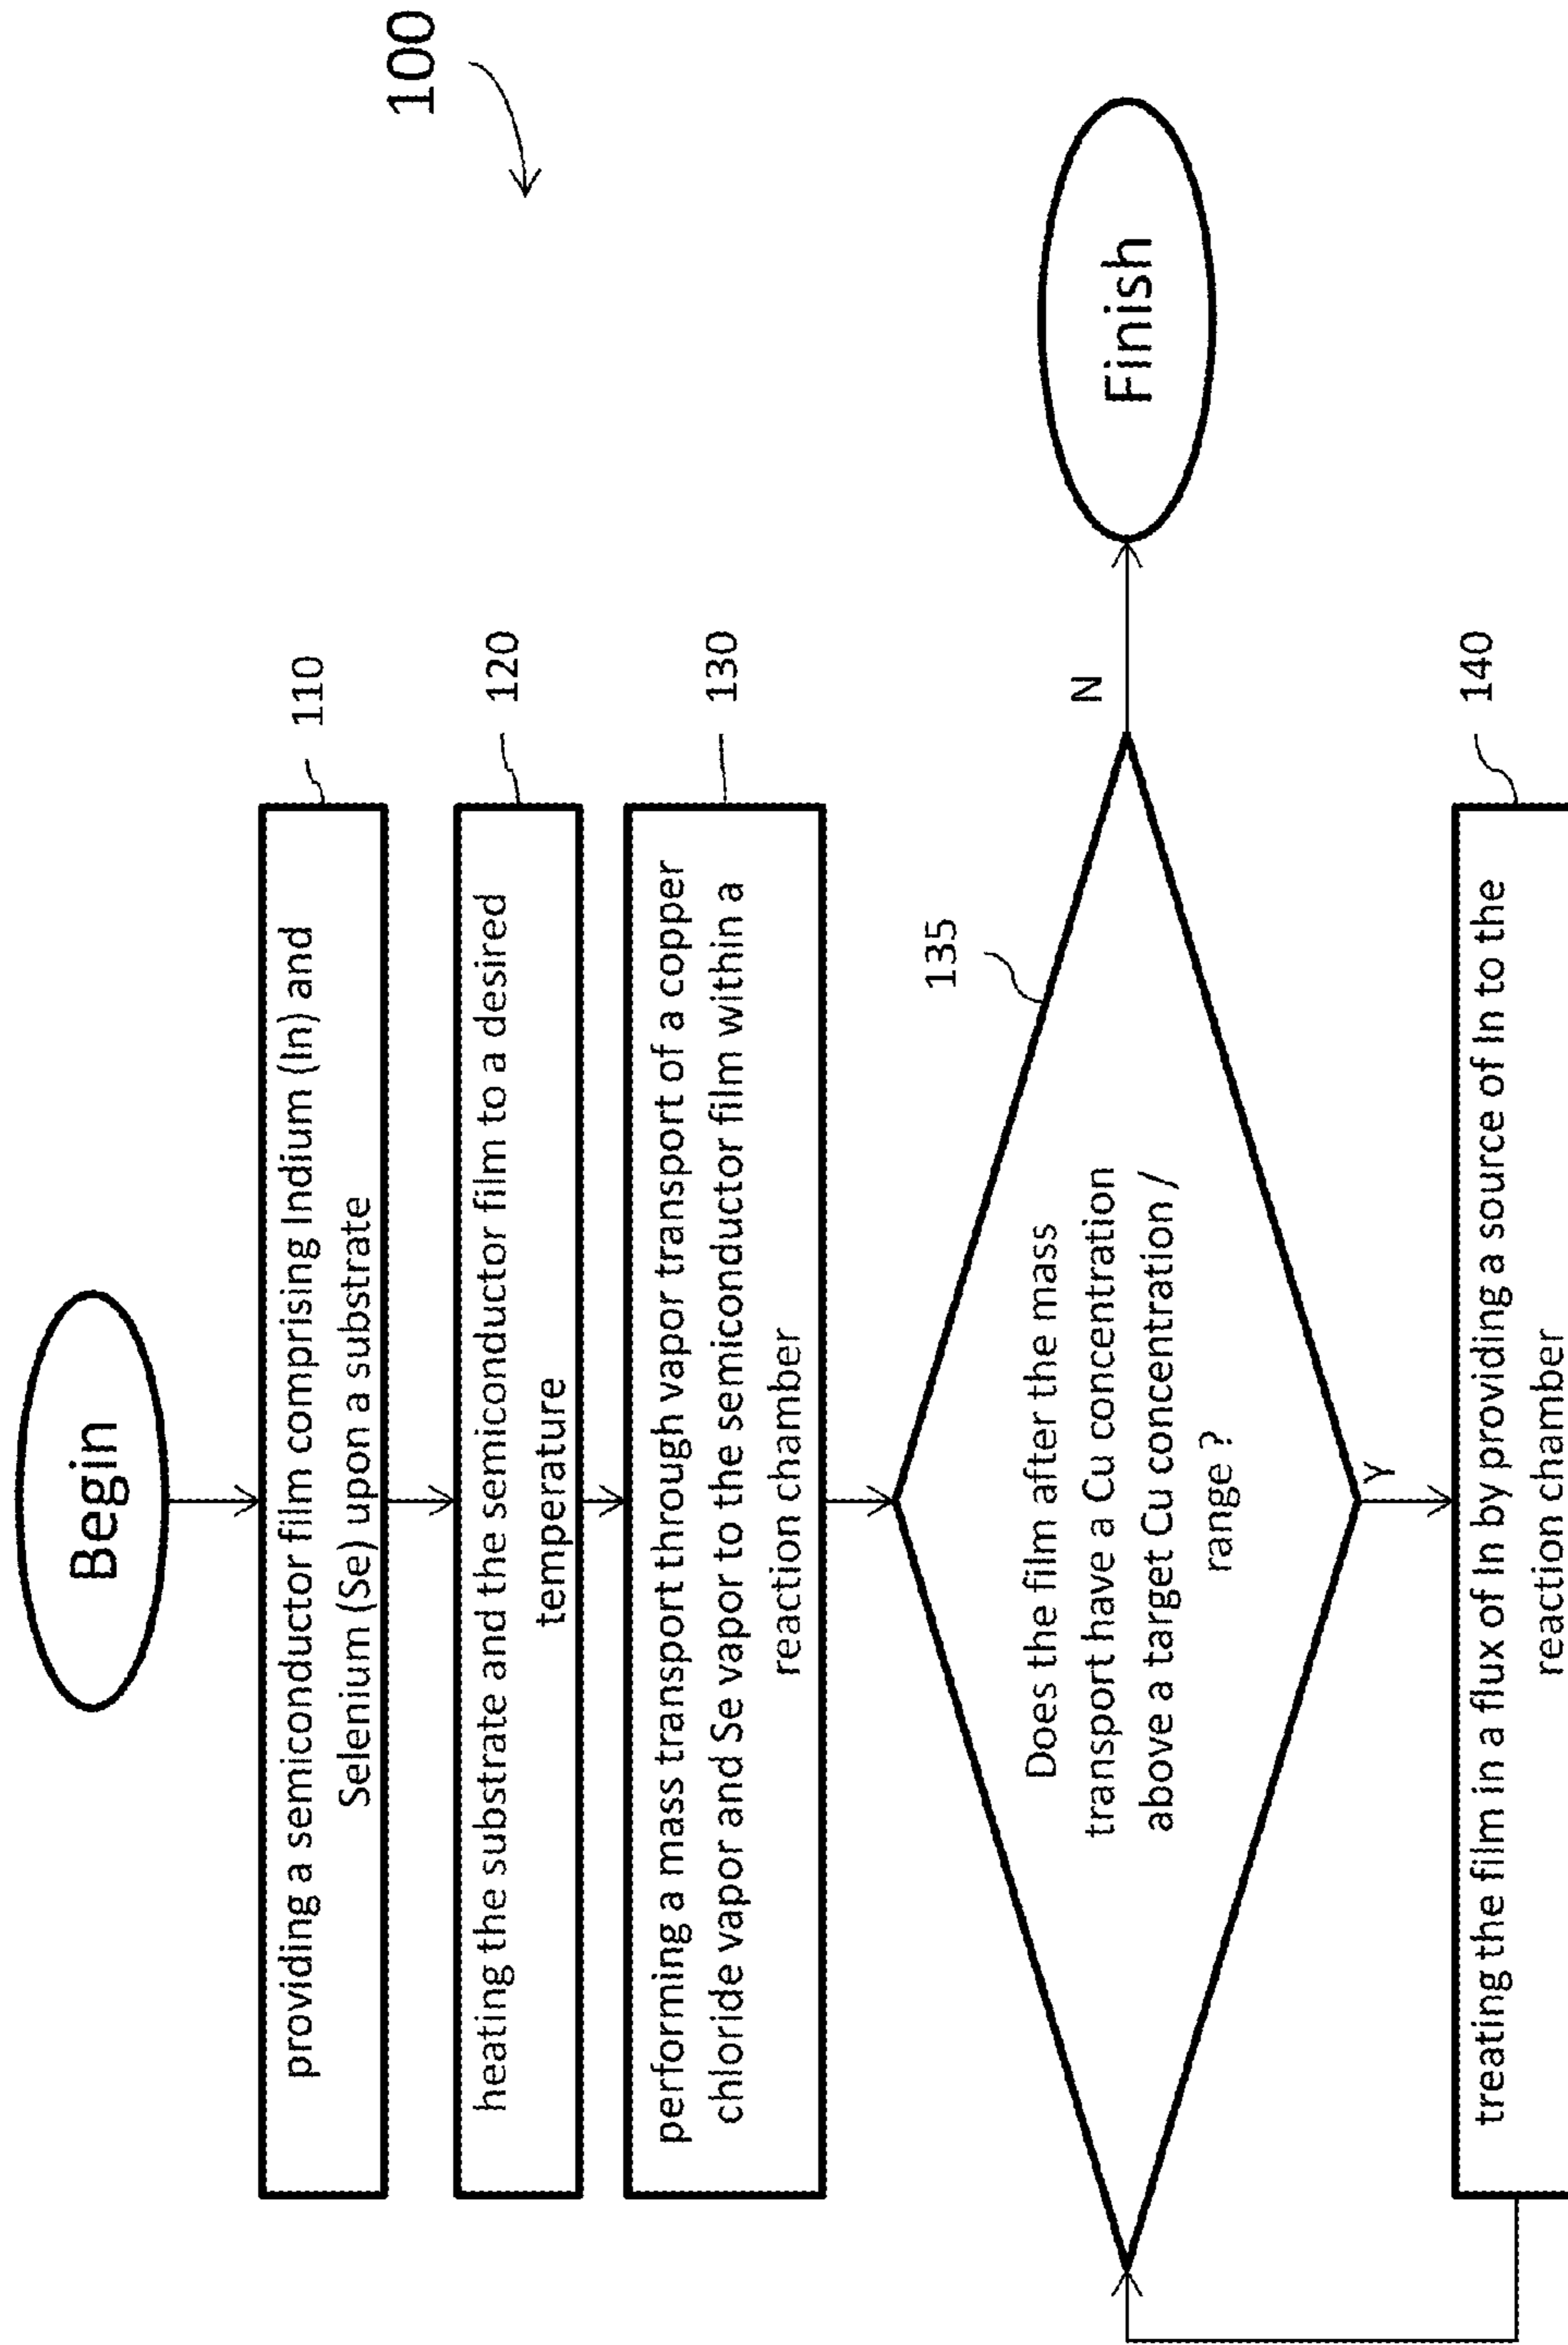 100
Begin
110
providing a semiconductor film comprising Indium (In) and
Selenium (Se) upon a substrate
120
heating the substrate and the semiconductor film to a desired
temperature
130
performing a mass transport through vapor transport of a copper
chloride vapor and Se vapor to the semiconductor film within a
reaction chamber
135
Does the film after the mass
transport have a Cu concentration
above a target Cu concentration /
range ?
N
Finish
Y
140
treating the film in a flux of In by providing a source of In to the
reaction chamber